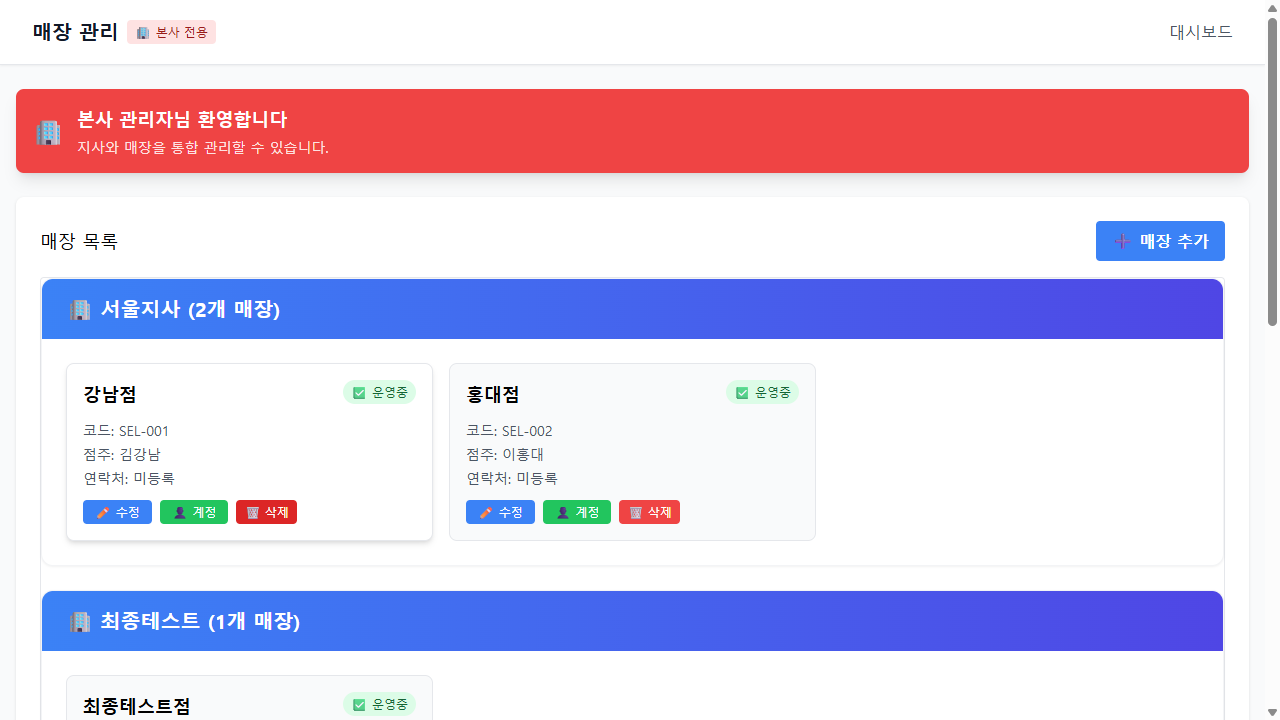 매장 관리 🏢 본사 전용
대시보드
본사 관리자님 환영합니다
지사와 매장을 통합 관리할 수 있습니다.
매장 목록
➕ 매장 추가
🏢 서울지사 (2개 매장)
강남점
✅ 운영중
코드: SEL-001
점주: 김강남
연락처: 미등록
수정
계정
삭제
홍대점
✅ 운영중
코드: SEL-002
점주: 이홍대
연락처: 미등록
수정
계정
삭제
🏢 최종테스트 (1개 매장)
최종테스트점
✅ 운영중